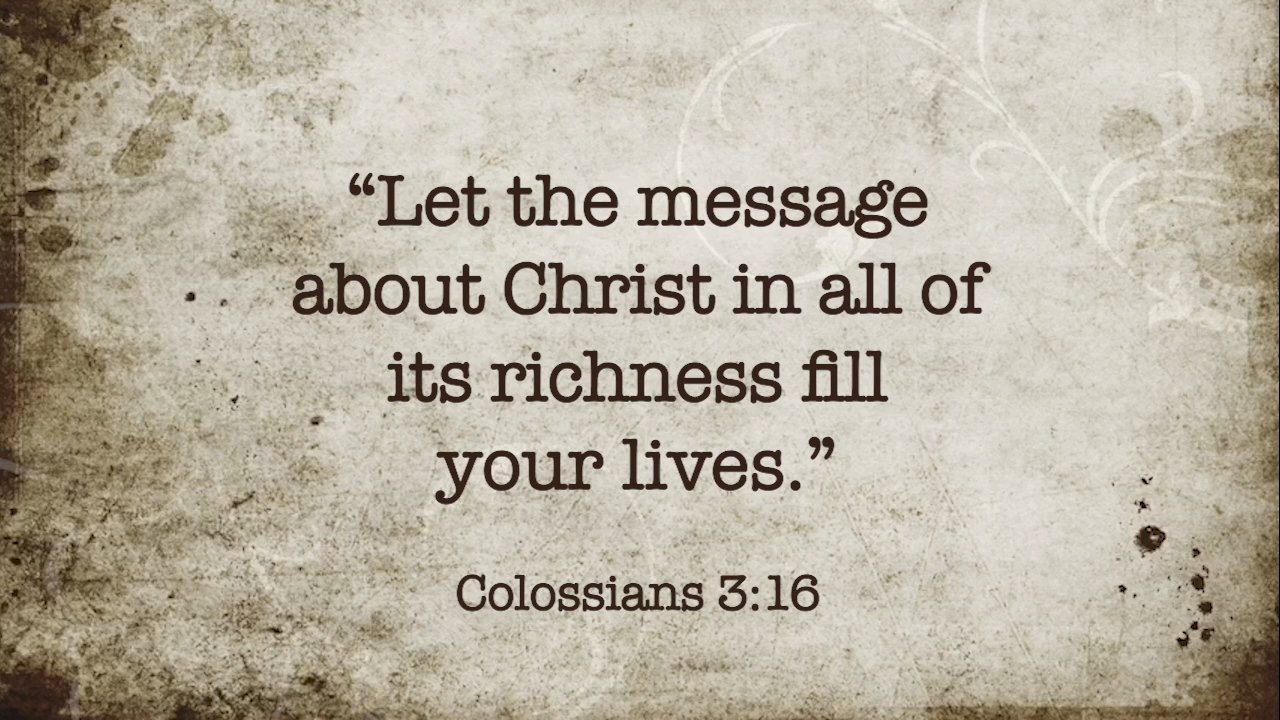 “Let the message
about Christ in all of
its richness fill
your lives.”
Colossians 3:16